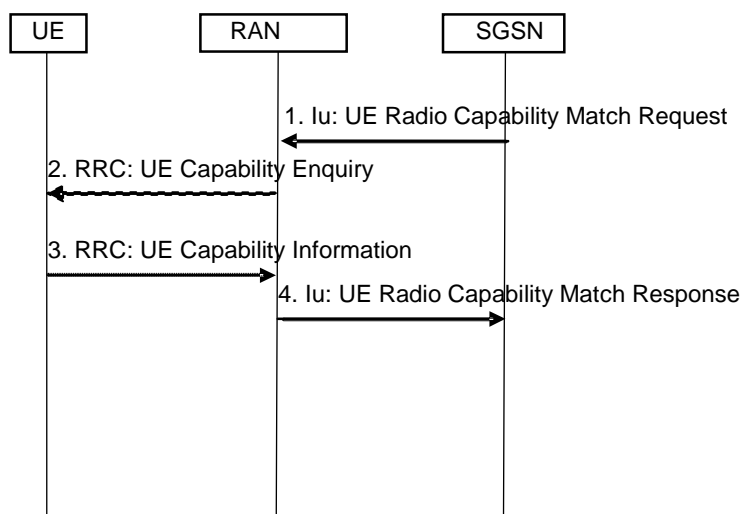 UE
RAN
SGSN
1. Iu: UE Radio Capability Match Request
2. RRC: UE Capability Enquiry
3. RRC: UE Capability Information
4. Iu: UE Radio Capability Match Response